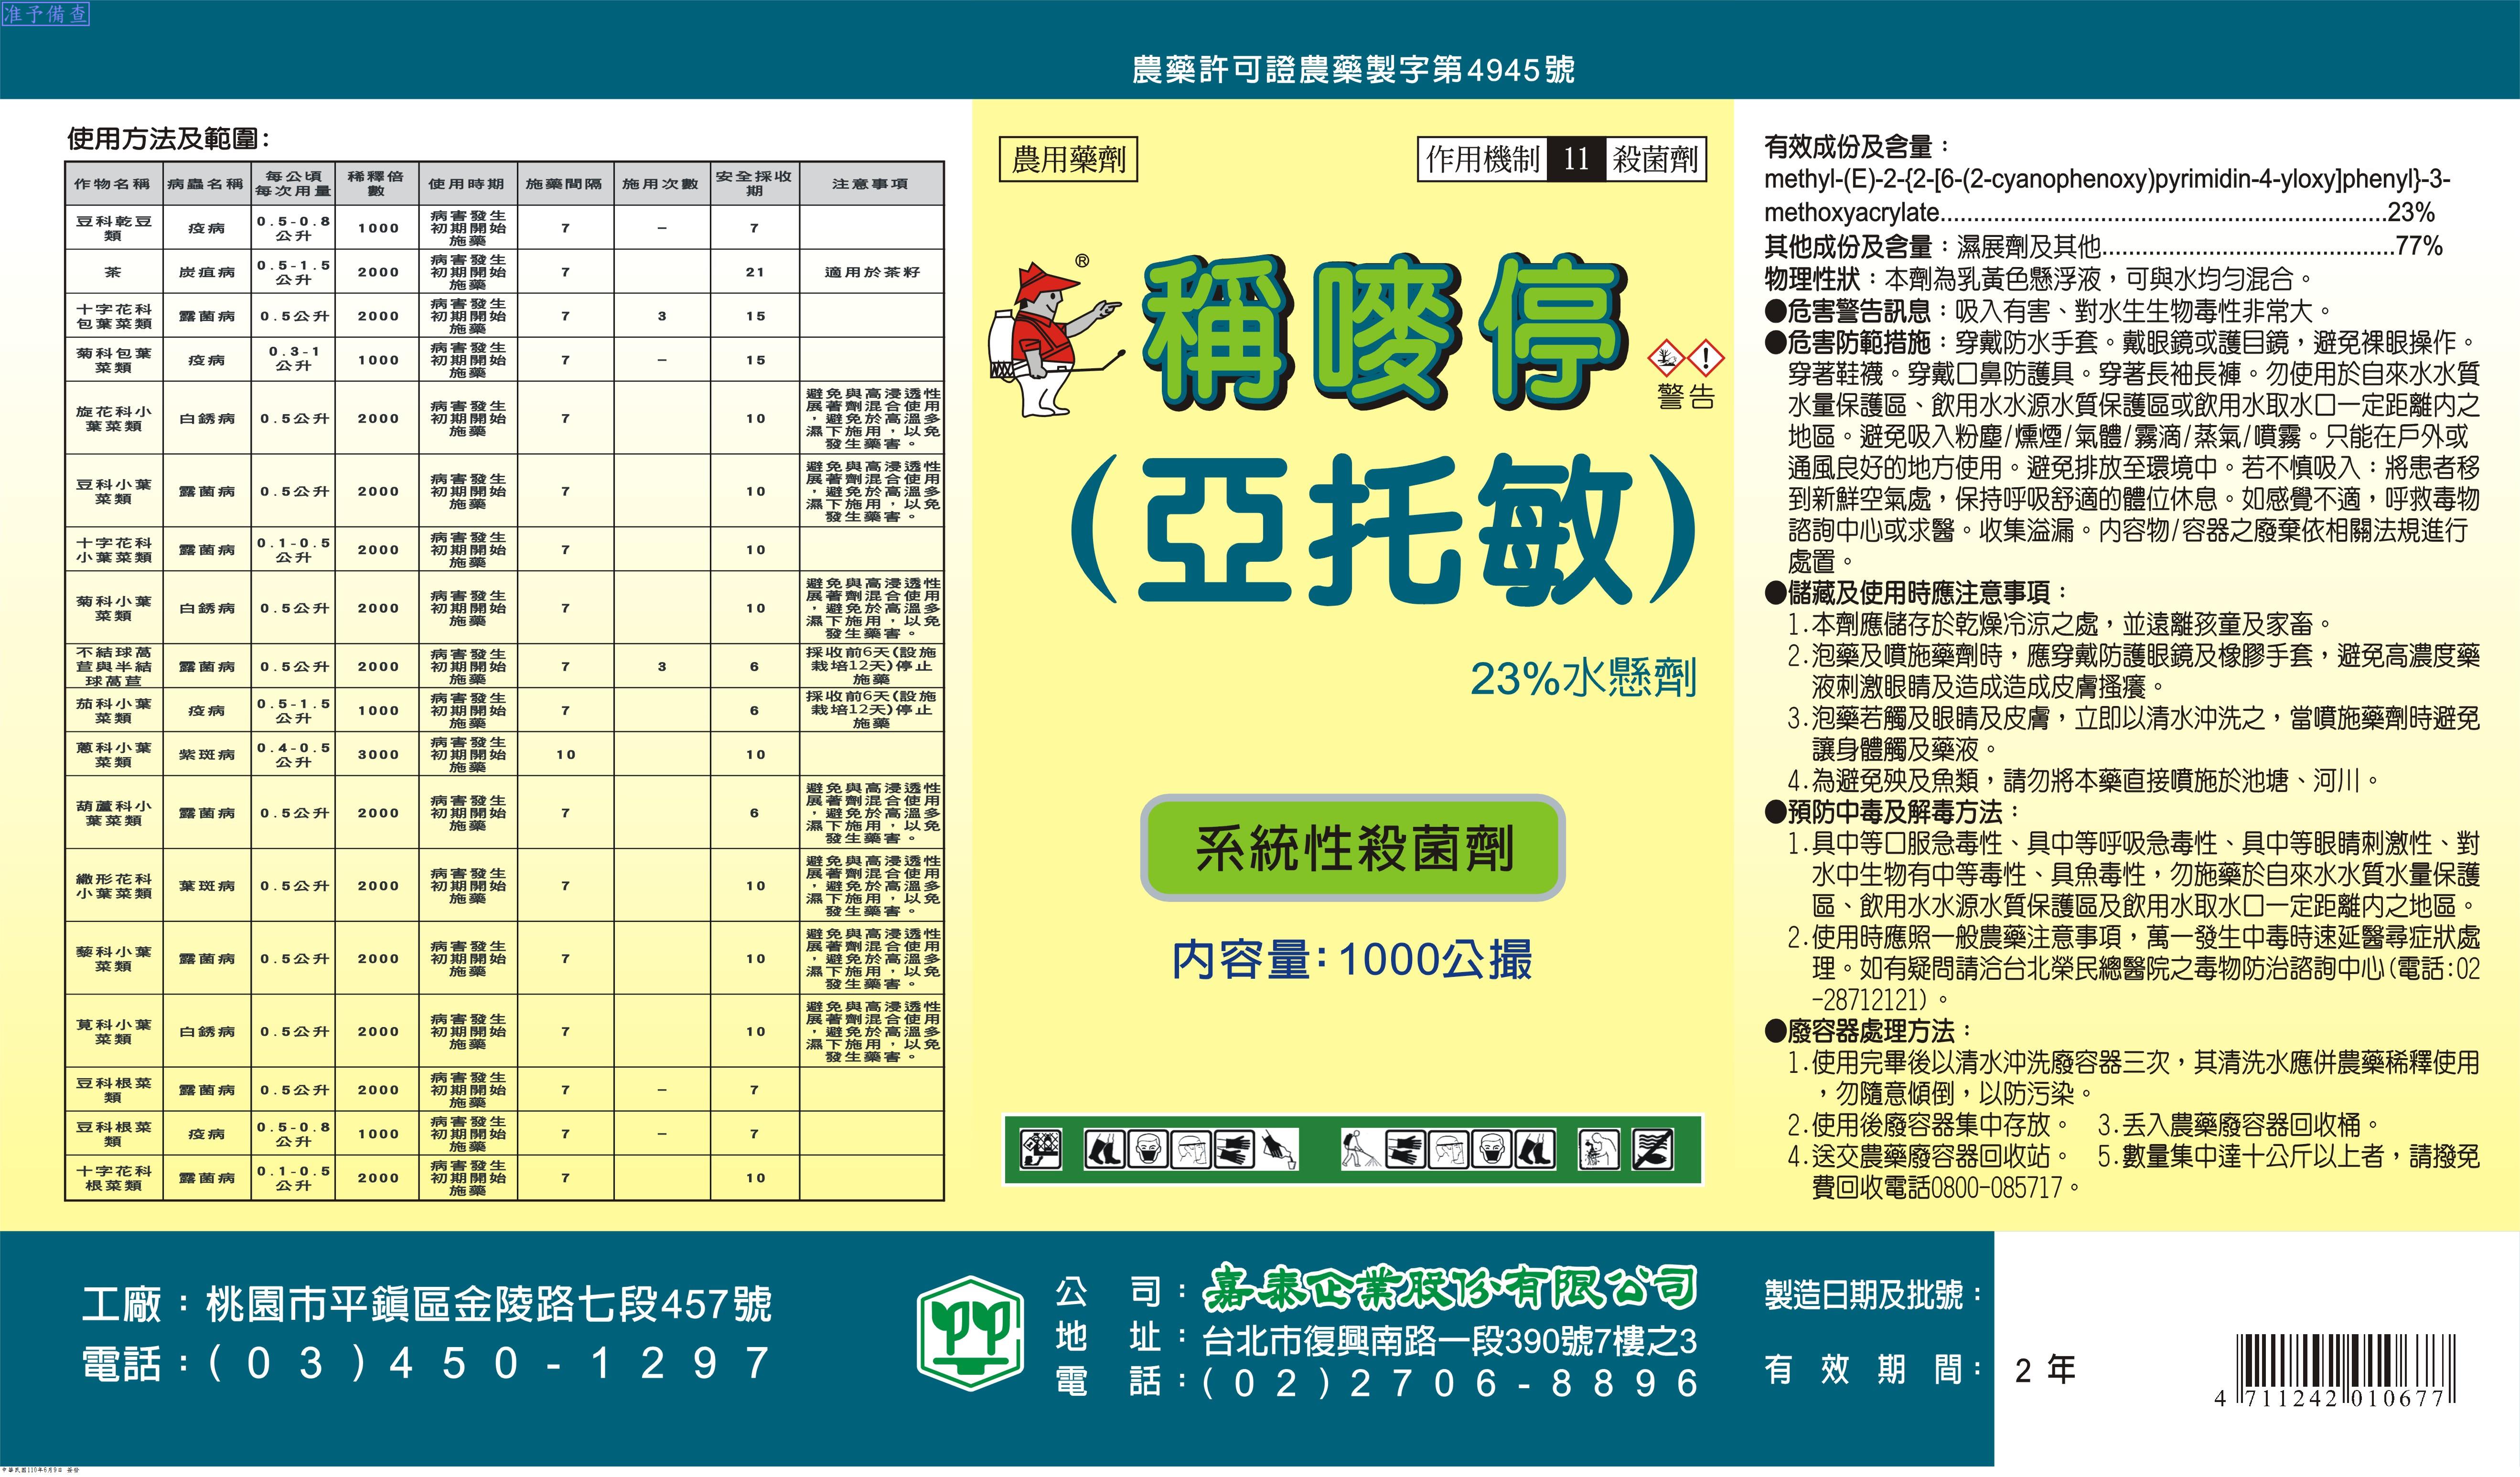 准予備查
農藥許可證農藥製字第4945號
使用方法及範圍:
作物名稱 病蟲名稱 每公頃每次用量 稀釋倍數 使用時期 施藥間隔 施用次數 安全採收期 注意事項
豆科乾豆類 疫病 0.5-0.8公升 1000 病害發生初期開始施藥 7 – 7
茶 炭疽病 0.5-1.5公升 2000 病害發生初期開始施藥 7 21 適用於茶籽
十字花科包葉菜類 露菌病 0.5公升 2000 病害發生初期開始施藥 7 3 15
菊科包葉菜類 疫病 0.3-1公升 1000 病害發生初期開始施藥 7 – 15
旋花科小葉菜類 白銹病 0.5公升 2000 病害發生初期開始施藥 7 10 避免與高浸透性展著劑混合使用,避免於高溫多濕下施用,以免發生藥害。
豆科小葉菜類 露菌病 0.5公升 2000 病害發生初期開始施藥 7 10 避免與高浸透性展著劑混合使用,避免於高溫多濕下施用,以免發生藥害。
十字花科小葉菜類 露菌病 0.1-0.5公升 2000 病害發生初期開始施藥 7 10
菊科小葉菜類 白銹病 0.5公升 2000 病害發生初期開始施藥 7 10 避免與高浸透性展著劑混合使用,避免於高溫多濕下施用,以免發生藥害。
不結球萵苣與半結球萵苣 露菌病 0.5公升 2000 病害發生初期開始施藥 7 3 6 採收前6天(設施栽培12天)停止施藥
茄科小葉菜類 疫病 0.5-1.5公升 1000 病害發生初期開始施藥 7 6 採收前6天(設施栽培12天)停止施藥
蔥科小葉菜類 紫斑病 0.4-0.5公升 3000 病害發生初期開始施藥 10 10
葫蘆科小葉菜類 露菌病 0.5公升 2000 病害發生初期開始施藥 7 6 避免與高浸透性展著劑混合使用,避免於高溫多濕下施用,以免發生藥害。
繖形花科小葉菜類 葉斑病 0.5公升 2000 病害發生初期開始施藥 7 10 避免與高浸透性展著劑混合使用,避免於高溫多濕下施用,以免發生藥害。
藜科小葉菜類 露菌病 0.5公升 2000 病害發生初期開始施藥 7 10 避免與高浸透性展著劑混合使用,避免於高溫多濕下施用,以免發生藥害。
莧科小葉菜類 白銹病 0.5公升 2000 病害發生初期開始施藥 7 10 避免與高浸透性展著劑混合使用,避免於高溫多濕下施用,以免發生藥害。
豆科根菜類 露菌病 0.5公升 2000 病害發生初期開始施藥 7 – 7
豆科根菜類 疫病 0.5-0.8公升 1000 病害發生初期開始施藥 7 – 7
十字花科根菜類 露菌病 0.1-0.5公升 2000 病害發生初期開始施藥 7 10
農用藥劑
作用機制 11 殺菌劑
®
稱嘜停
警告
(亞托敏)
23%水懸劑
系統性殺菌劑
內容量:1000公撮
有效成份及含量:
methyl-(E)-2-{2-[6-(2-cyanophenoxy)pyrimidin-4-yloxy]phenyl}-3-
methoxyacrylate...................................................................23%
其他成份及含量:濕展劑及其他............................................77%
物理性狀:本劑為乳黃色懸浮液,可與水均勻混合。
●危害警告訊息:吸入有害、對水生生物毒性非常大。
●危害防範措施:穿戴防水手套。戴眼鏡或護目鏡,避免裸眼操作。
穿著鞋襪。穿戴口鼻防護具。穿著長袖長褲。勿使用於自來水水質
水量保護區、飲用水水源水質保護區或飲用水取水口一定距離內之
地區。避免吸入粉塵/燻煙/氣體/霧滴/蒸氣/噴霧。只能在戶外或
通風良好的地方使用。避免排放至環境中。若不慎吸入:將患者移
到新鮮空氣處,保持呼吸舒適的體位休息。如感覺不適,呼救毒物
諮詢中心或求醫。收集溢漏。內容物/容器之廢棄依相關法規進行
處置。
●儲藏及使用時應注意事項:
1.本劑應儲存於乾燥冷涼之處,並遠離孩童及家畜。
2.泡藥及噴施藥劑時,應穿戴防護眼鏡及橡膠手套,避免高濃度藥
液刺激眼睛及造成造成皮膚搔癢。
3.泡藥若觸及眼睛及皮膚,立即以清水沖洗之,當噴施藥劑時避免
讓身體觸及藥液。
4.為避免殃及魚類,請勿將本藥直接噴施於池塘、河川。
●預防中毒及解毒方法:
1.具中等口服急毒性、具中等呼吸急毒性、具中等眼睛刺激性、對
水中生物有中等毒性、具魚毒性,勿施藥於自來水水質水量保護
區、飲用水水源水質保護區及飲用水取水口一定距離內之地區。
2.使用時應照一般農藥注意事項,萬一發生中毒時速延醫尋症狀處
理。如有疑問請洽台北榮民總醫院之毒物防治諮詢中心(電話:02
-28712121)。
●廢容器處理方法:
1.使用完畢後以清水沖洗廢容器三次,其清洗水應併農藥稀釋使用
,勿隨意傾倒,以防污染。
2.使用後廢容器集中存放。 3.丟入農藥廢容器回收桶。
4.送交農藥廢容器回收站。 5.數量集中達十公斤以上者,請撥免
費回收電話0800-085717。
工廠:桃園市平鎮區金陵路七段457號
電話:(03)450-1297
公司:嘉泰企業股份有限公司
地址:台北市復興南路一段390號7樓之3
電話:(02)2706-8896
製造日期及批號:
有效期間: 2 年
4 711242 010677
中華民國110年6月9日 簽發